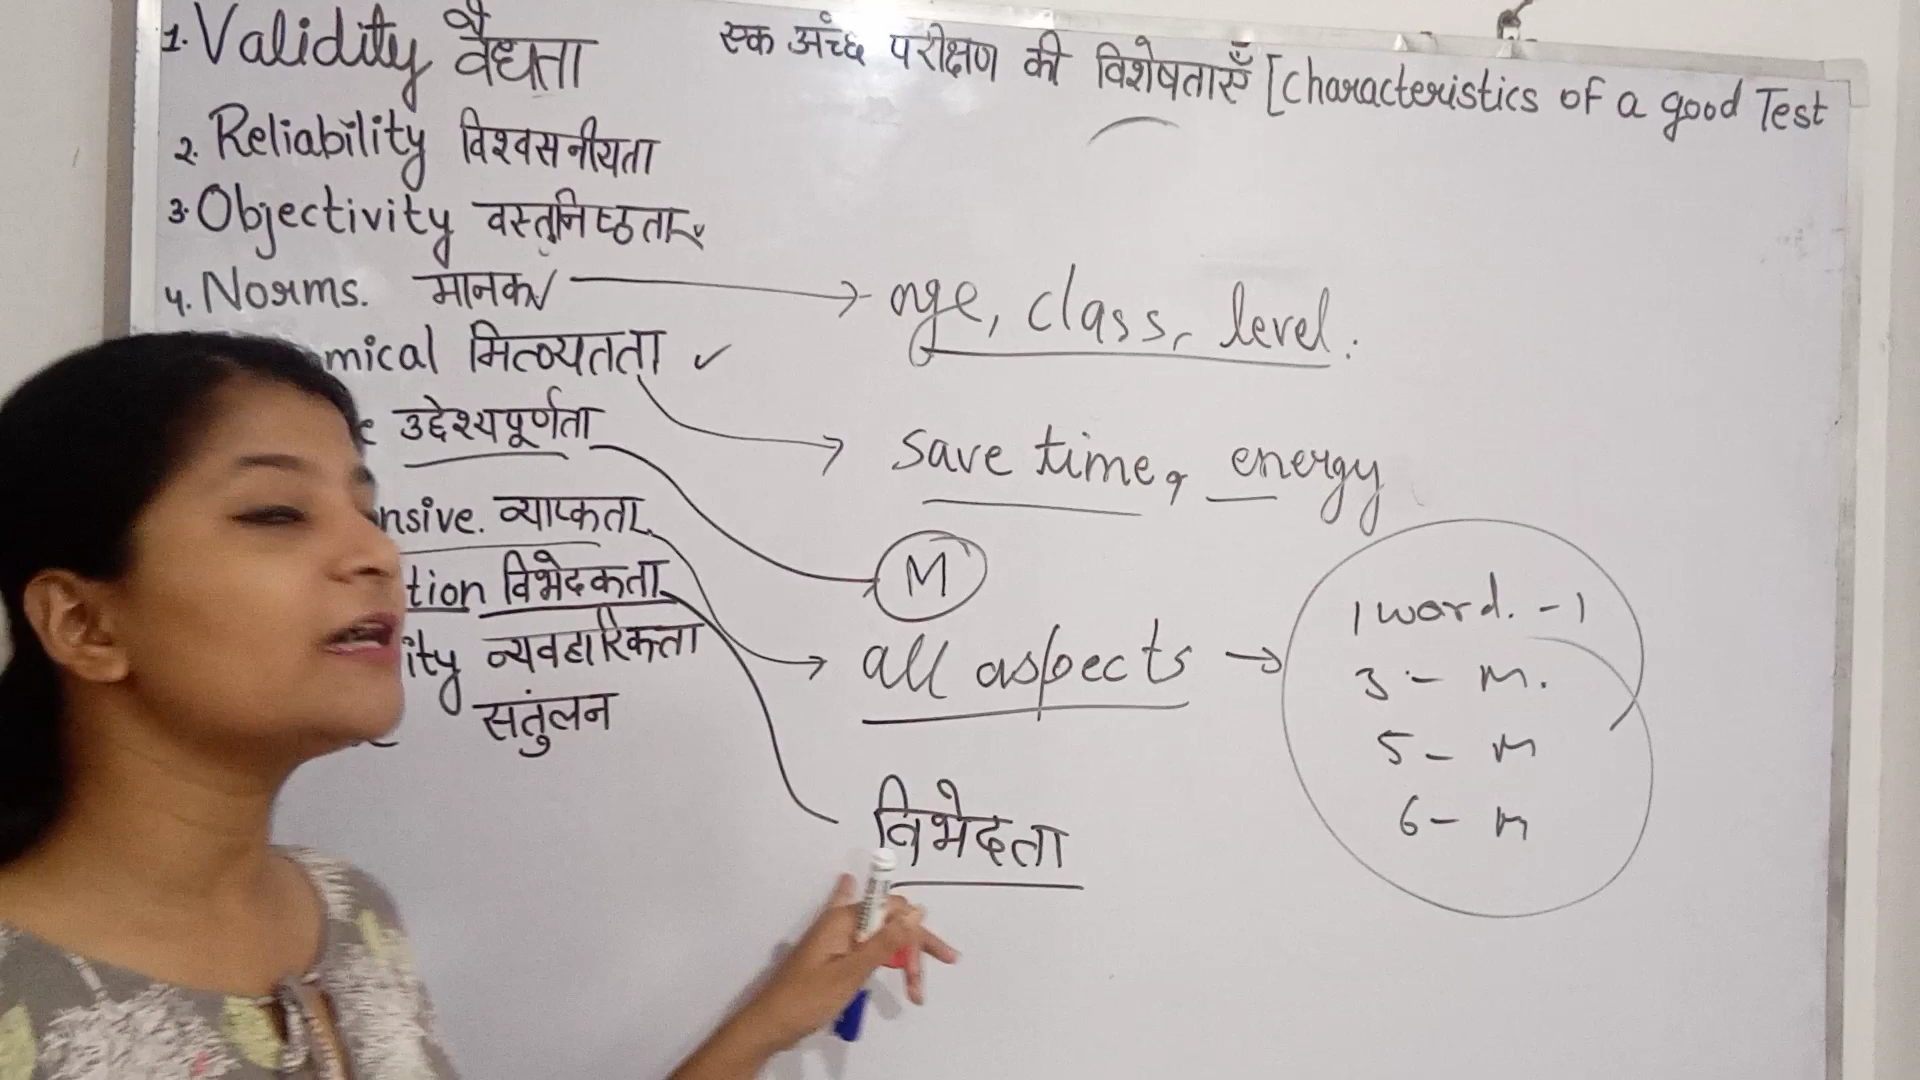 एक अच्छे परीक्षण की विशेषताएँ [Characteristics of a good Test
1. Validity वैधता
2. Reliability विश्वसनीयता
3. Objectivity वस्तुनिष्ठता
4. Norms. मानक → age, class, level.
mical मितव्यतता ✓ → save time, energy
उद्देश्यपूर्णता M
nsive. व्यापकता → all aspects →
tion विभेदकता विभेदता
ity व्यवहारिकता
संतुलन
1 word. - 1
3 - m.
5 - m
6 - m